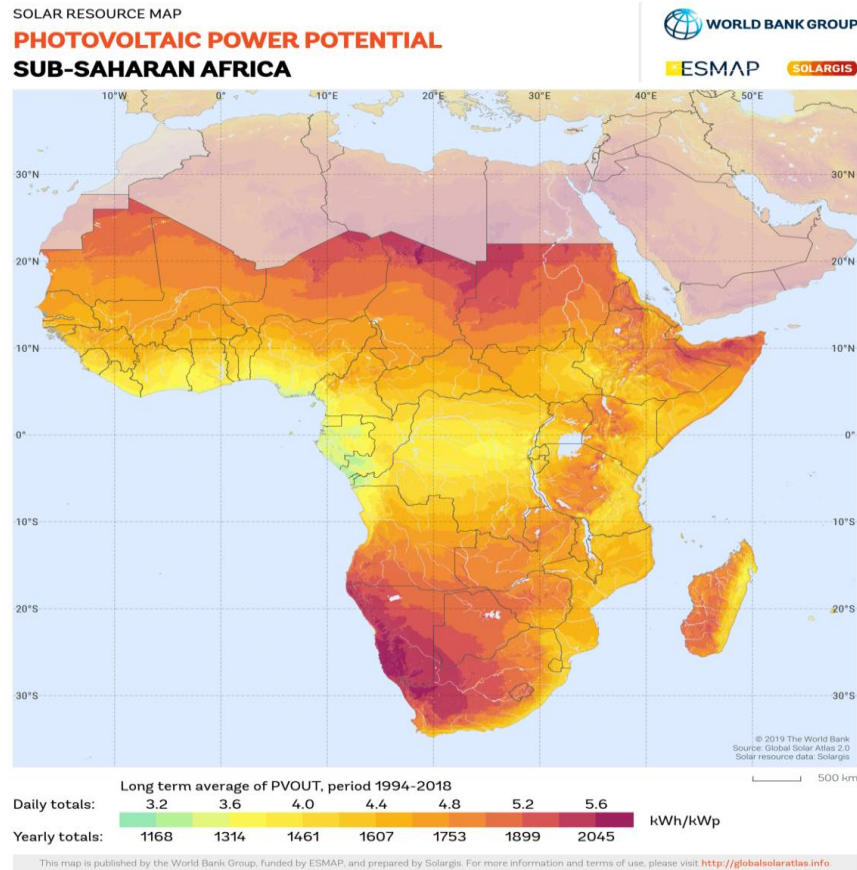 SOLAR RESOURCE MAP
PHOTOVOLTAIC POWER POTENTIAL
SUB-SAHARAN AFRICA
WORLD BANK GROUP
ESMAP SOLARGIS
10°W 0° 10°E 20°E 30°E 40°E 50°E
30°N 30°N
20°N 20°N
10°N 10°N
0° 0°
10°S 10°S
20°S 20°S
30°S 30°S
© 2019 The World Bank
Source: Global Solar Atlas 2.0
Solar resource data: Solargis
500 km
Long term average of PVOUT, period 1994-2018
Daily totals: 3.2 3.6 4.0 4.4 4.8 5.2 5.6
kWh/kWp
Yearly totals: 1168 1314 1461 1607 1753 1899 2045
This map is published by the World Bank Group, funded by ESMAP, and prepared by Solargis. For more information and terms of use, please visit http://globalsolaratlas.info.